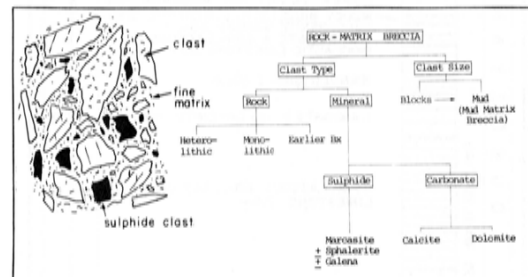 clast
fine
matrix
sulphide clast
ROCK-MATRIX BRECCIA
Clast Type
Clast Size
Rock
Mineral
Blocks
Mud
(Mud Matrix
Breccia)
Hetero-
lithic
Mono-
lithic
Earlier Bx
Sulphide
Carbonate
Marcasite
+ Sphalerite
+ Galena
Calcite
Dolomite